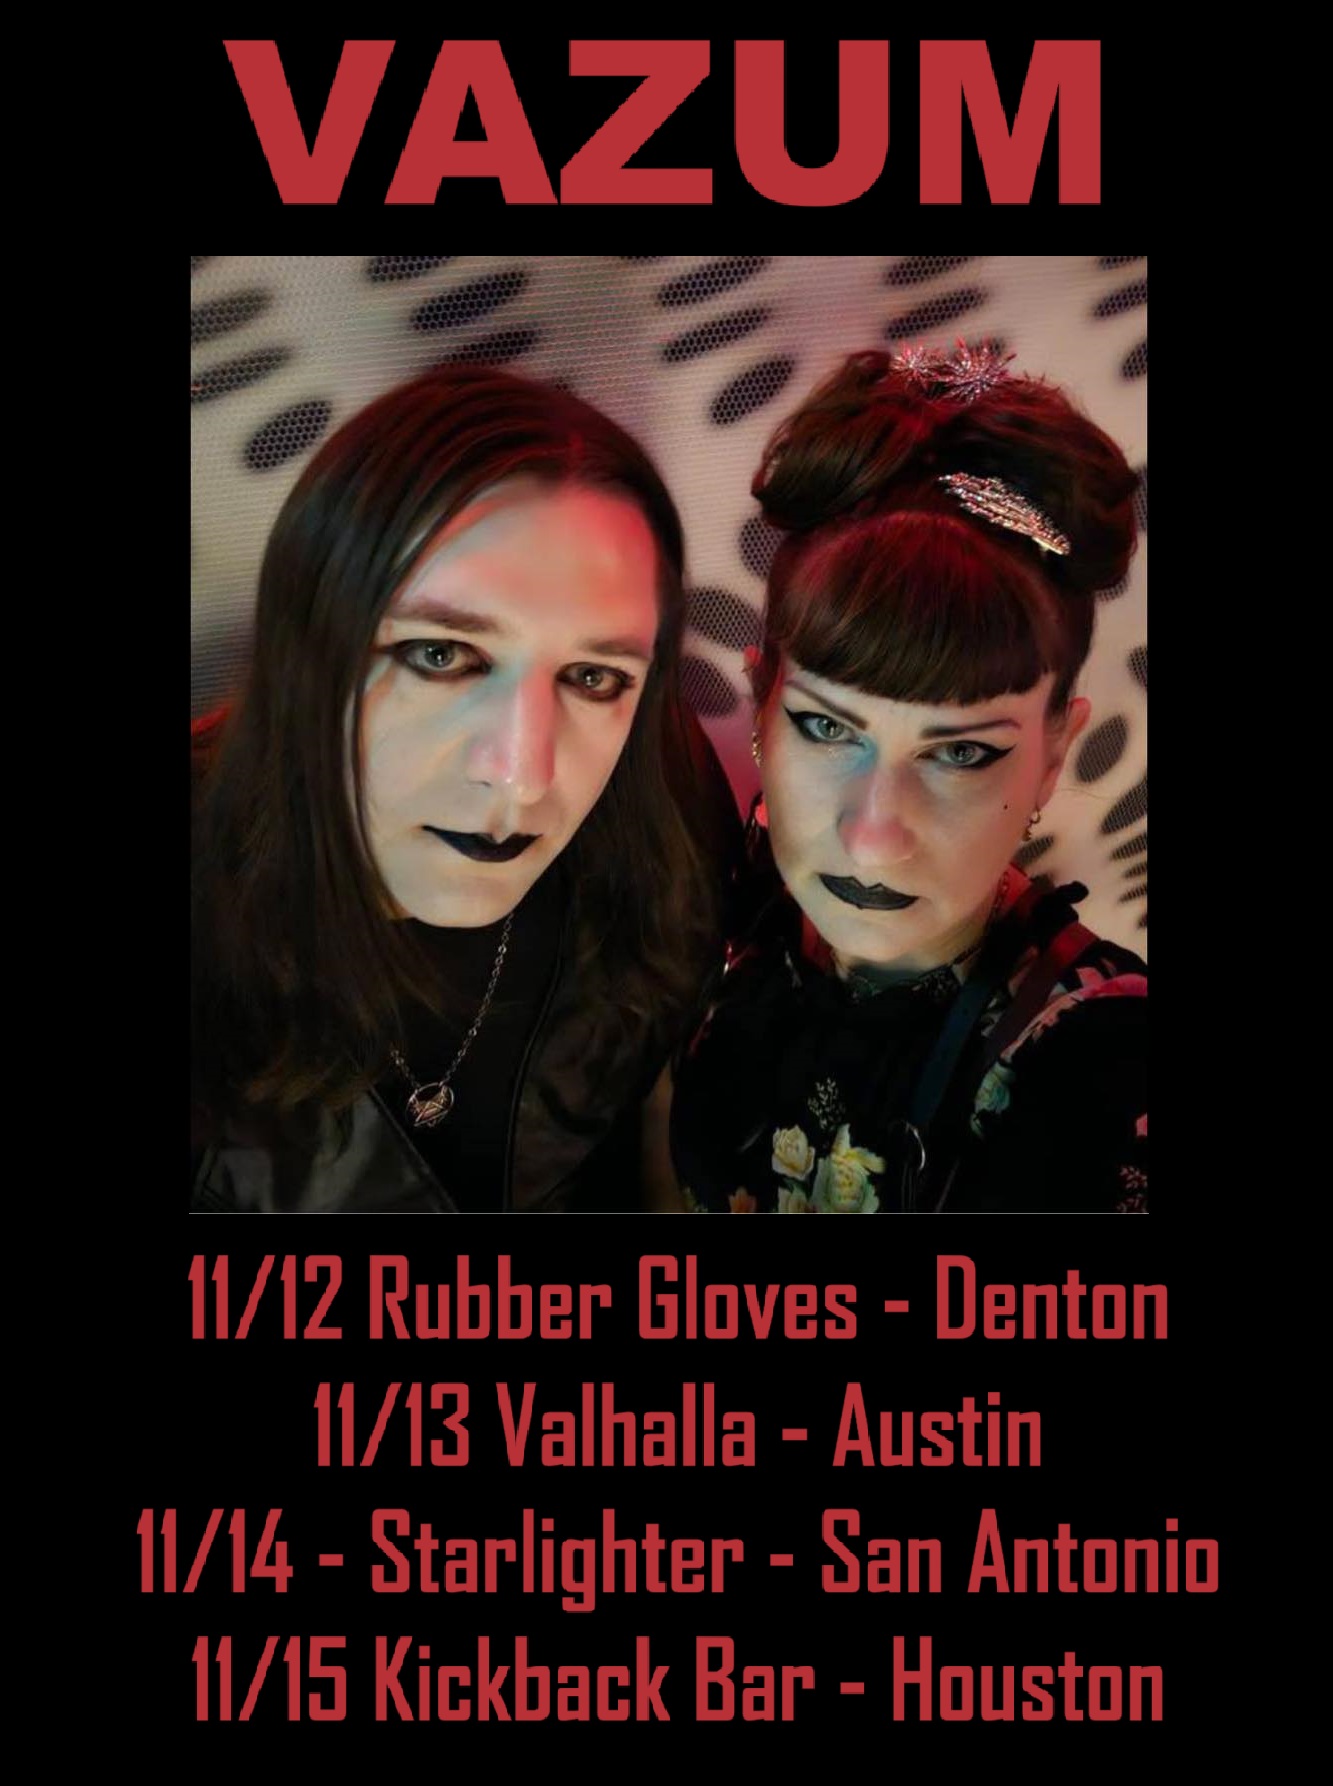 VAZUM
11/12 Rubber Gloves - Denton
11/13 Valhalla - Austin
11/14 - Starlighter - San Antonio
11/15 Kickback Bar - Houston